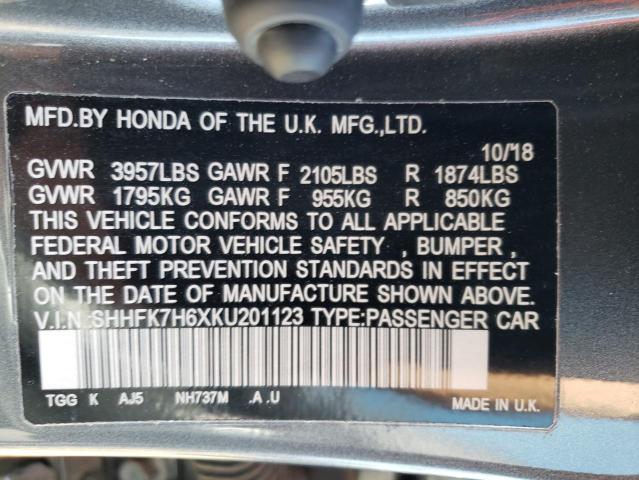 MFD.BY HONDA OF THE U.K. MFG.,LTD.
10/18
GVWR 3957LBS GAWR F 2105LBS R 1874LBS
GVWR 1795KG GAWR F 955KG R 850KG
THIS VEHICLE CONFORMS TO ALL APPLICABLE
FEDERAL MOTOR VEHICLE SAFETY , BUMPER ,
AND THEFT PREVENTION STANDARDS IN EFFECT
ON THE DATE OF MANUFACTURE SHOWN ABOVE.
V.I.N:SHHFK7H6XKU201123 TYPE:PASSENGER CAR
TGG K AJ5 NH737M .A .U MADE IN U.K.